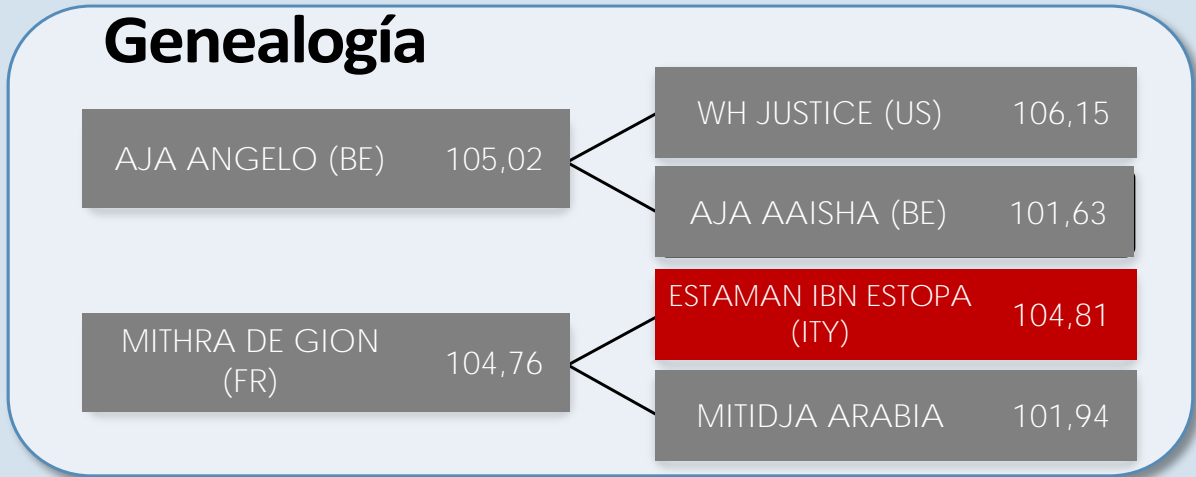 Genealogía
WH JUSTICE (US) 106,15
AJA ANGELO (BE) 105,02
AJA AAISHA (BE) 101,63
ESTAMAN IBN ESTOPA
(ITY) 104,81
MITHRA DE GION
(FR) 104,76
MITIDJA ARABIA 101,94